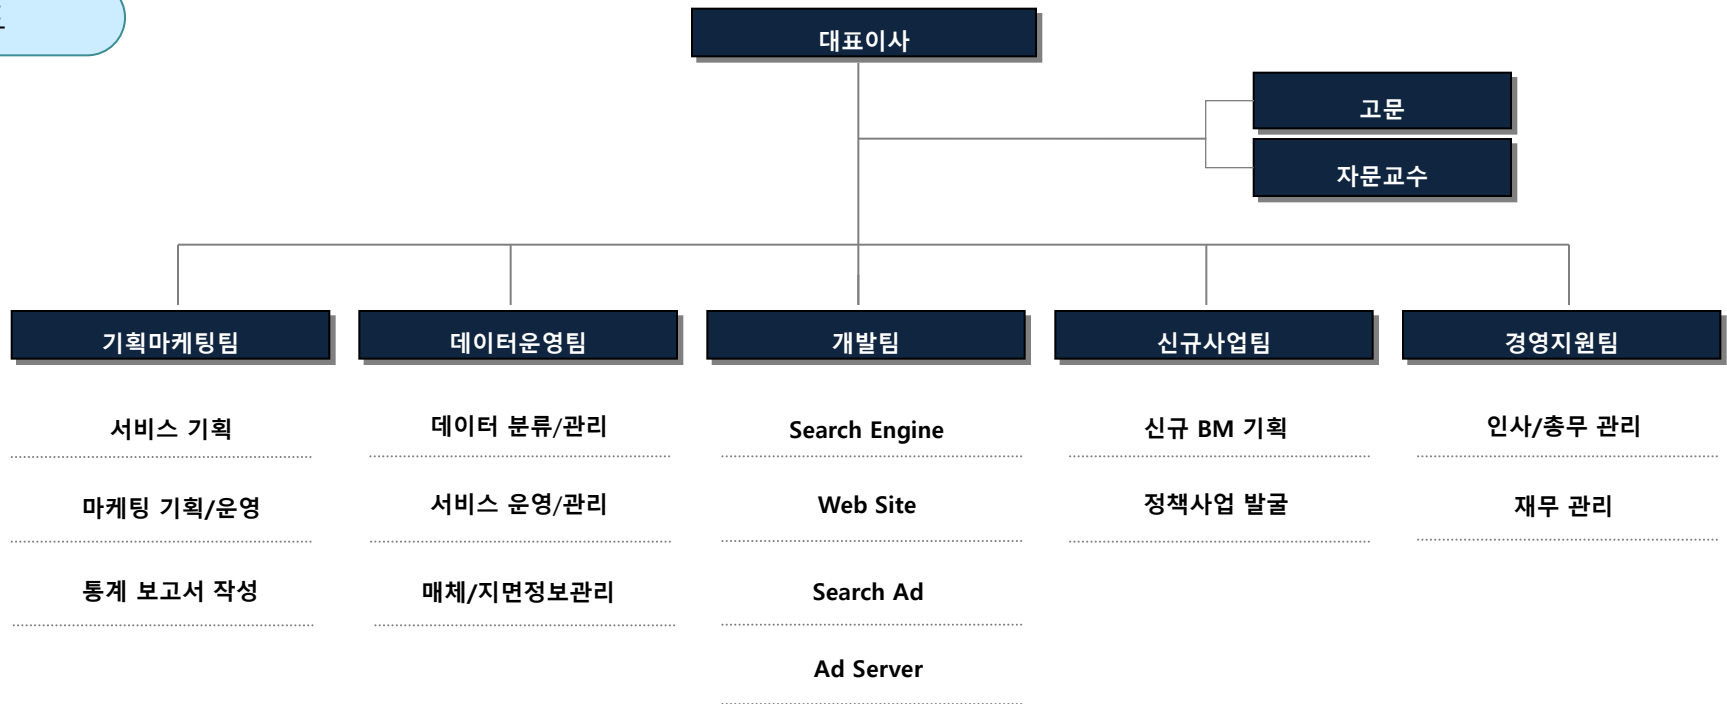 대표이사
고문
자문교수
기획마케팅팀
데이터운영팀
개발팀
신규사업팀
경영지원팀
서비스 기획
마케팅 기획/운영
통계 보고서 작성
데이터 분류/관리
서비스 운영/관리
매체/지면정보관리
Search Engine
Web Site
Search Ad
Ad Server
신규 BM 기획
정책사업 발굴
인사/총무 관리
재무 관리